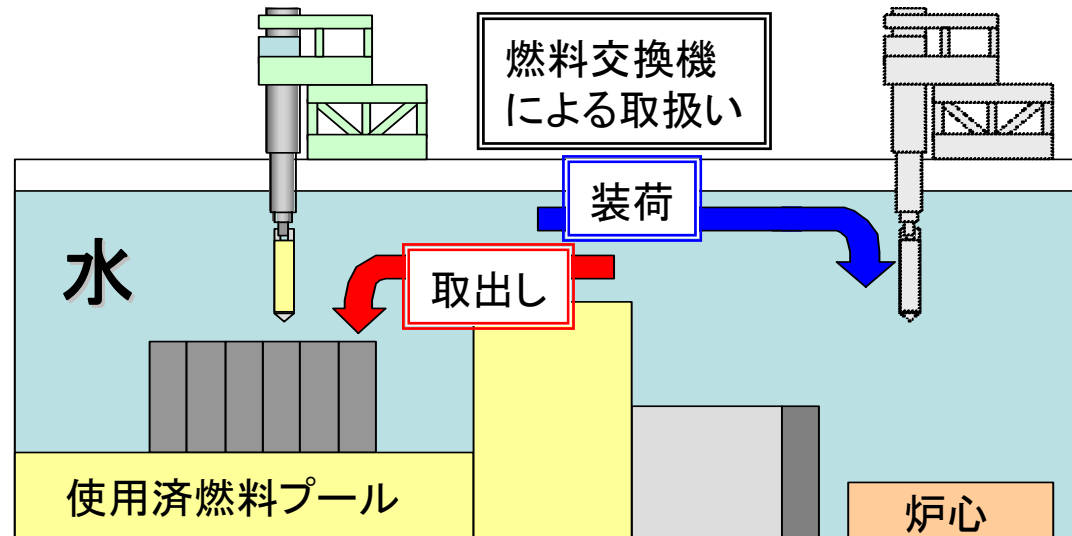 燃料交換機
による取扱い
装荷
水
取出し
使用済燃料プール
炉心